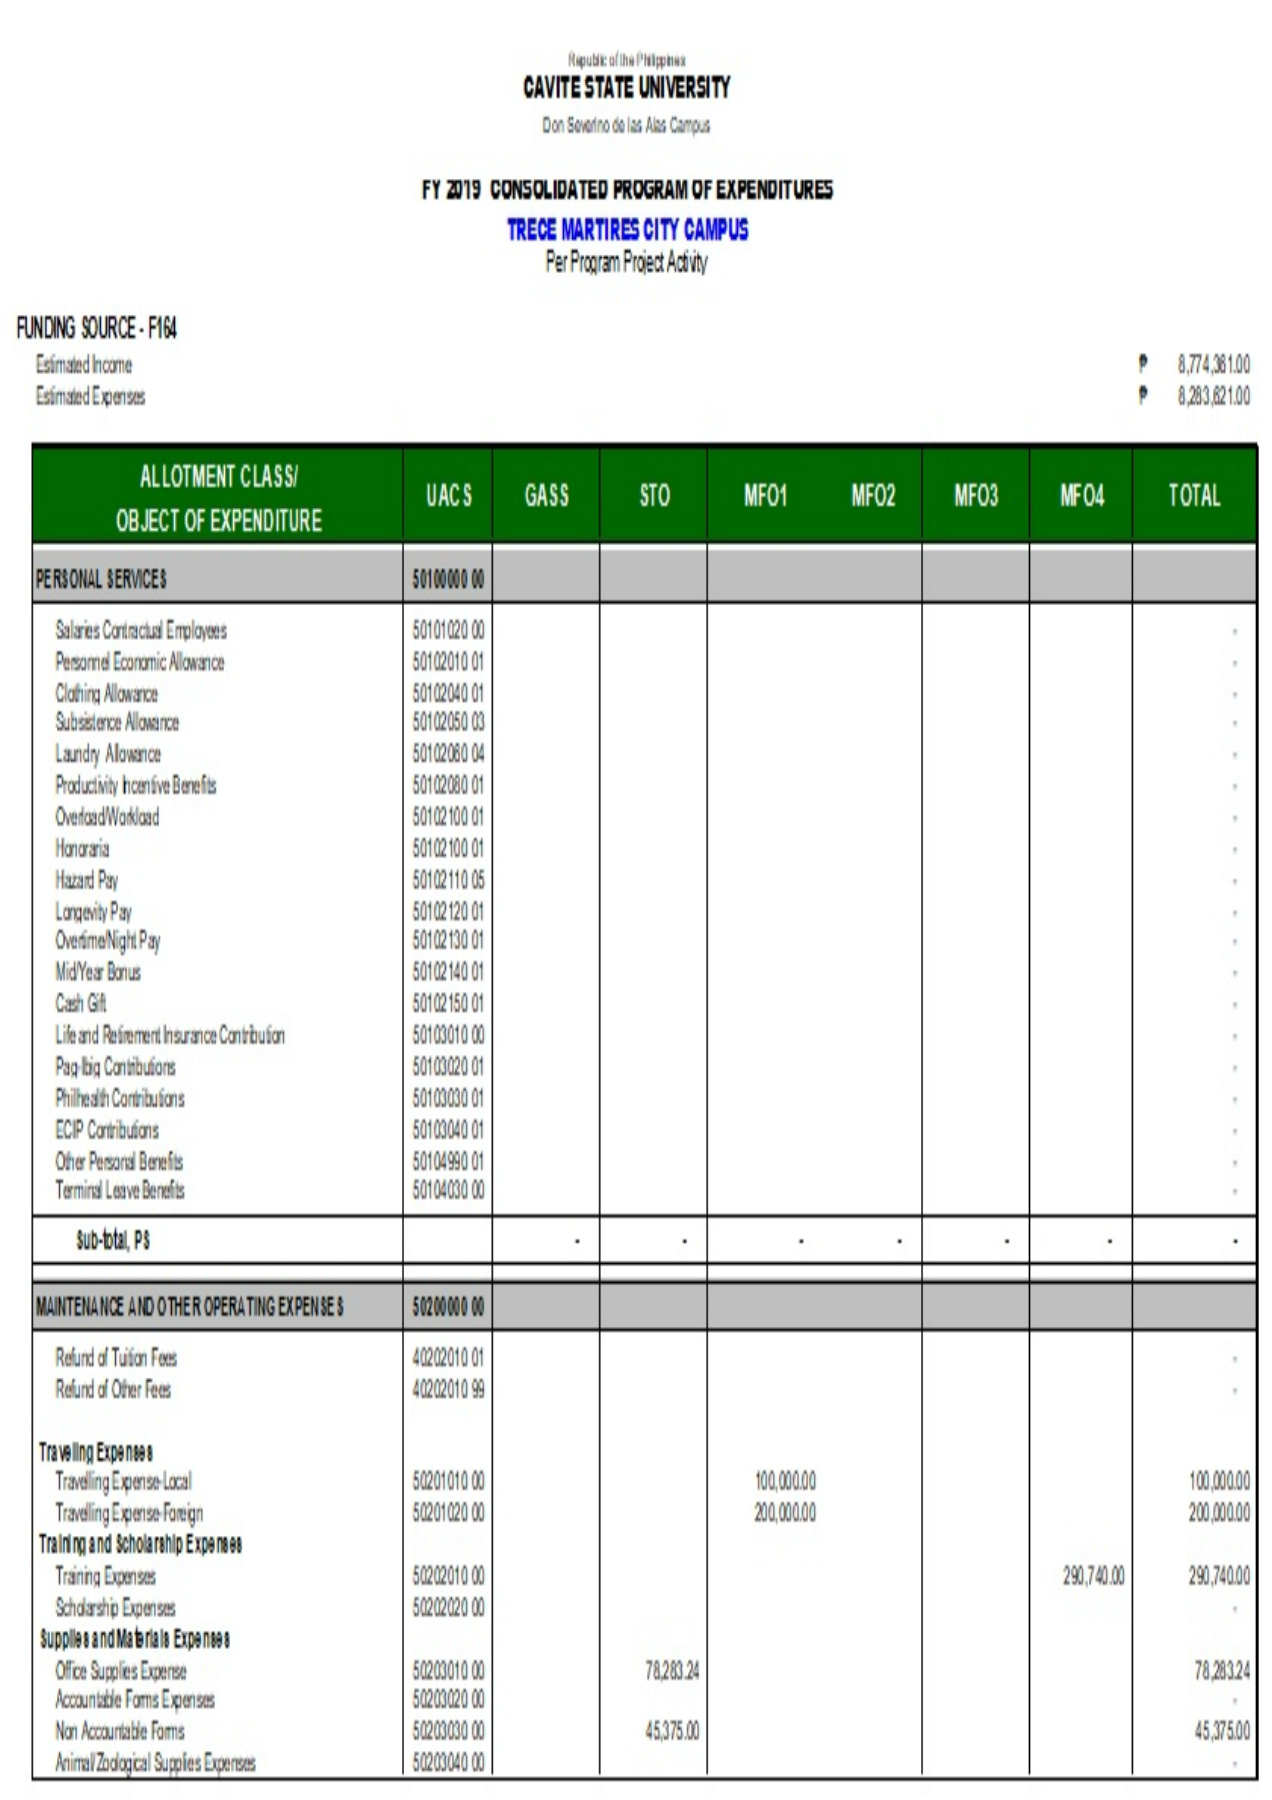 Republic of the Philippines
CAVITE STATE UNIVERSITY
Don Severino de las Alas Campus
FY 2019 CONSOLIDATED PROGRAM OF EXPENDITURES
TRECE MARTIRES CITY CAMPUS
Per Program Project Activity
FUNDING SOURCE - F164
Estimated Income ₱ 8,774,361.00
Estimated Expenses ₱ 8,283,621.00
ALLOTMENT CLASS/
OBJECT OF EXPENDITURE UACS GASS STO MFO1 MFO2 MFO3 MFO4 TOTAL
PERSONAL SERVICES 50100000 00
Salaries Contractual Employees 50101020 00 -
Personnel Economic Allowance 50102010 01 -
Clothing Allowance 50102040 01 -
Subsistence Allowance 50102050 03 -
Laundry Allowance 50102060 04 -
Productivity Incentive Benefits 50102080 01 -
Overload/Workload 50102100 01 -
Honoraria 50102100 01 -
Hazard Pay 50102110 05 -
Longevity Pay 50102120 01 -
Overtime/Night Pay 50102130 01 -
Mid/Year Bonus 50102140 01 -
Cash Gift 50102150 01 -
Life and Retirement Insurance Contribution 50103010 00 -
Pag-Ibig Contributions 50103020 01 -
Philhealth Contributions 50103030 01 -
ECIP Contributions 50103040 01 -
Other Personal Benefits 50104990 01 -
Terminal Leave Benefits 50104030 00 -
Sub-total, PS - - - - - - -
MAINTENANCE AND OTHER OPERATING EXPENSES 50200000 00
Refund of Tuition Fees 40202010 01 -
Refund of Other Fees 40202010 99 -
Traveling Expenses
Travelling Expense-Local 50201010 00 100,000.00 100,000.00
Travelling Expense-Foreign 50201020 00 200,000.00 200,000.00
Training and Scholarship Expenses
Training Expenses 50202010 00 290,740.00 290,740.00
Scholarship Expenses 50202020 00 -
Supplies and Materials Expenses
Office Supplies Expense 50203010 00 78,283.24 78,283.24
Accountable Forms Expenses 50203020 00 -
Non Accountable Forms 50203030 00 45,375.00 45,375.00
Animal/Zoological Supplies Expenses 50203040 00 -